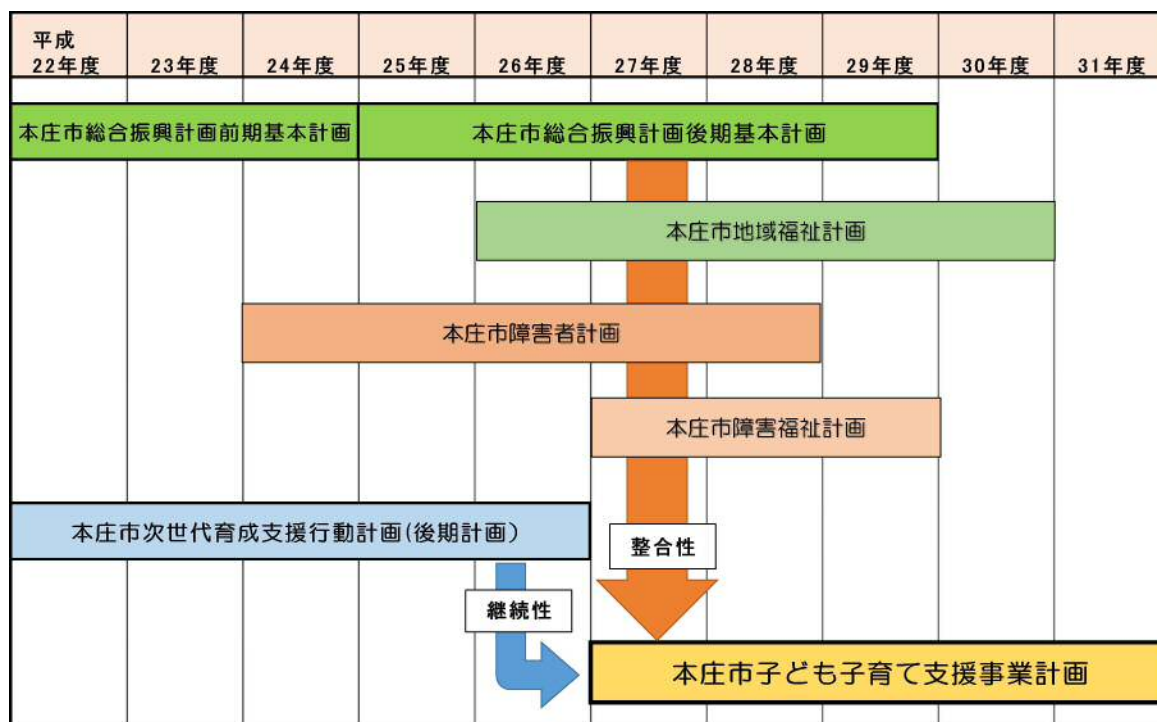 平成
22年度 23年度 24年度 25年度 26年度 27年度 28年度 29年度 30年度 31年度
本庄市総合振興計画前期基本計画 本庄市総合振興計画後期基本計画
本庄市地域福祉計画
本庄市障害者計画
本庄市障害福祉計画
本庄市次世代育成支援行動計画(後期計画)
整合性
継続性
本庄市子ども子育て支援事業計画